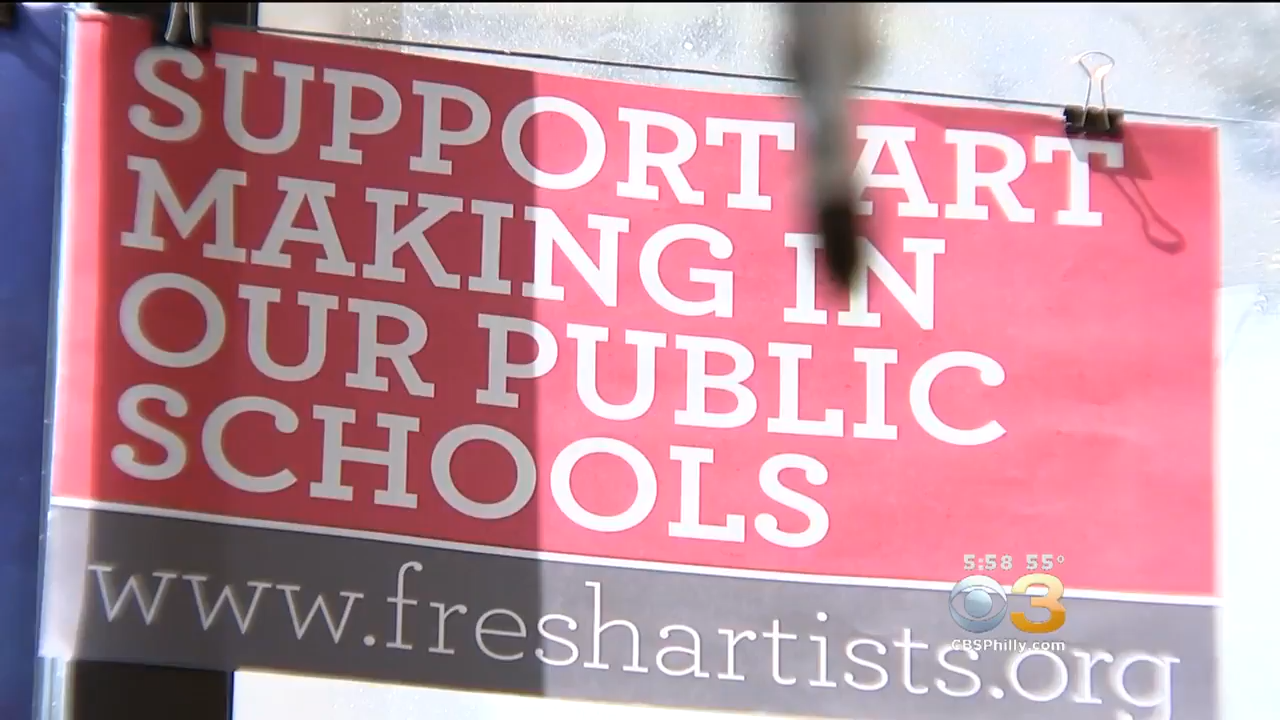 SUPPORT ART
MAKING IN
OUR PUBLIC
SCHOOLS
www.freshartists.org
5:58 55°
3
CBSPhilly.com